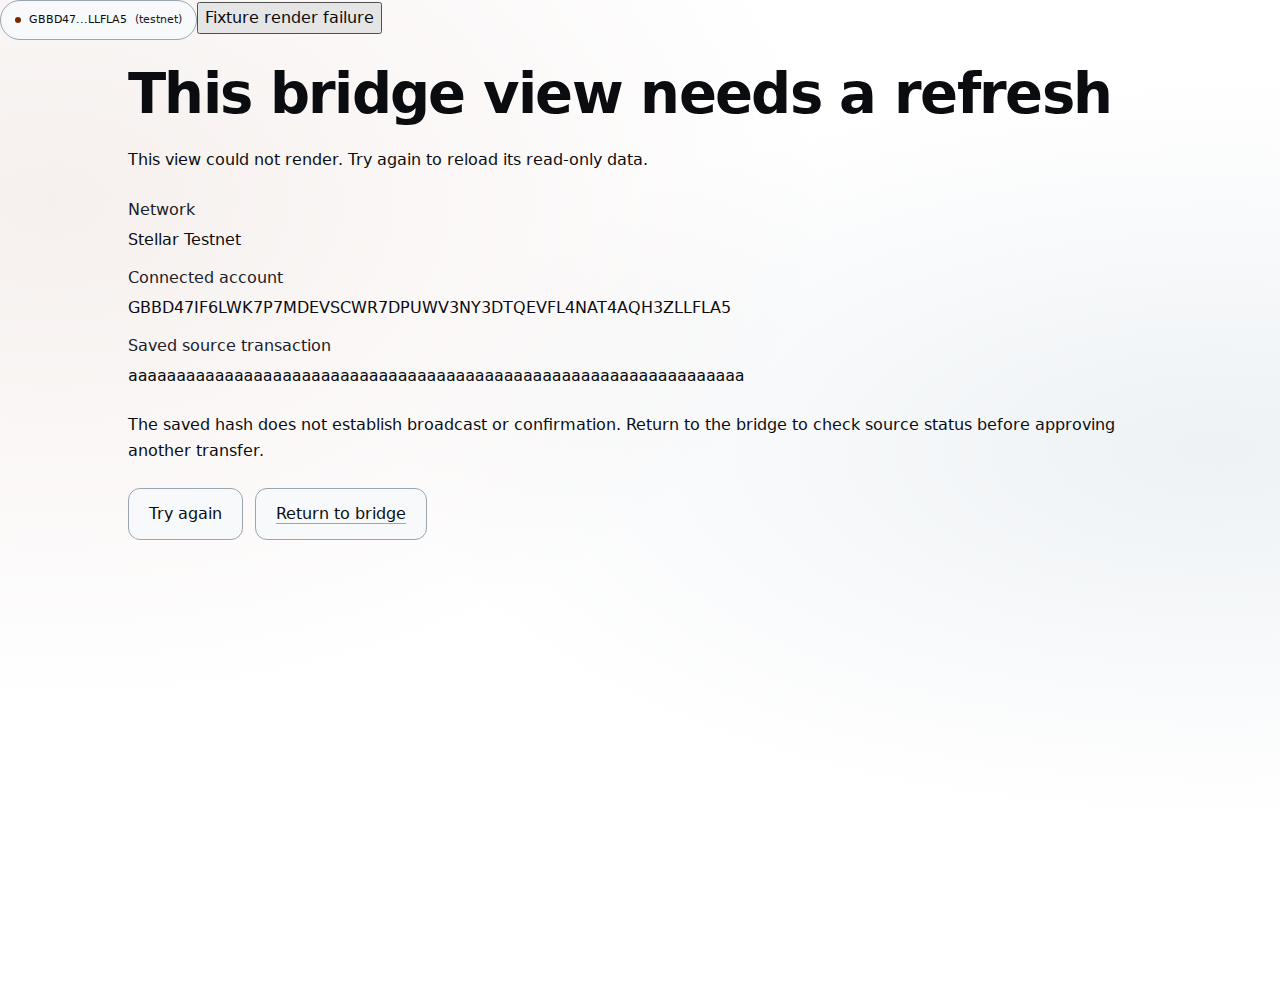 GBBD47...LLFLA5 (testnet) Fixture render failure
This bridge view needs a refresh
This view could not render. Try again to reload its read-only data.
Network
Stellar Testnet
Connected account
GBBD47IF6LWK7P7MDEVSCWR7DPUWV3NY3DTQEVFL4NAT4AQH3ZLLFLA5
Saved source transaction
aaaaaaaaaaaaaaaaaaaaaaaaaaaaaaaaaaaaaaaaaaaaaaaaaaaaaaaaaaaaaaaa
The saved hash does not establish broadcast or confirmation. Return to the bridge to check source status before approving
another transfer.
Try again Return to bridge